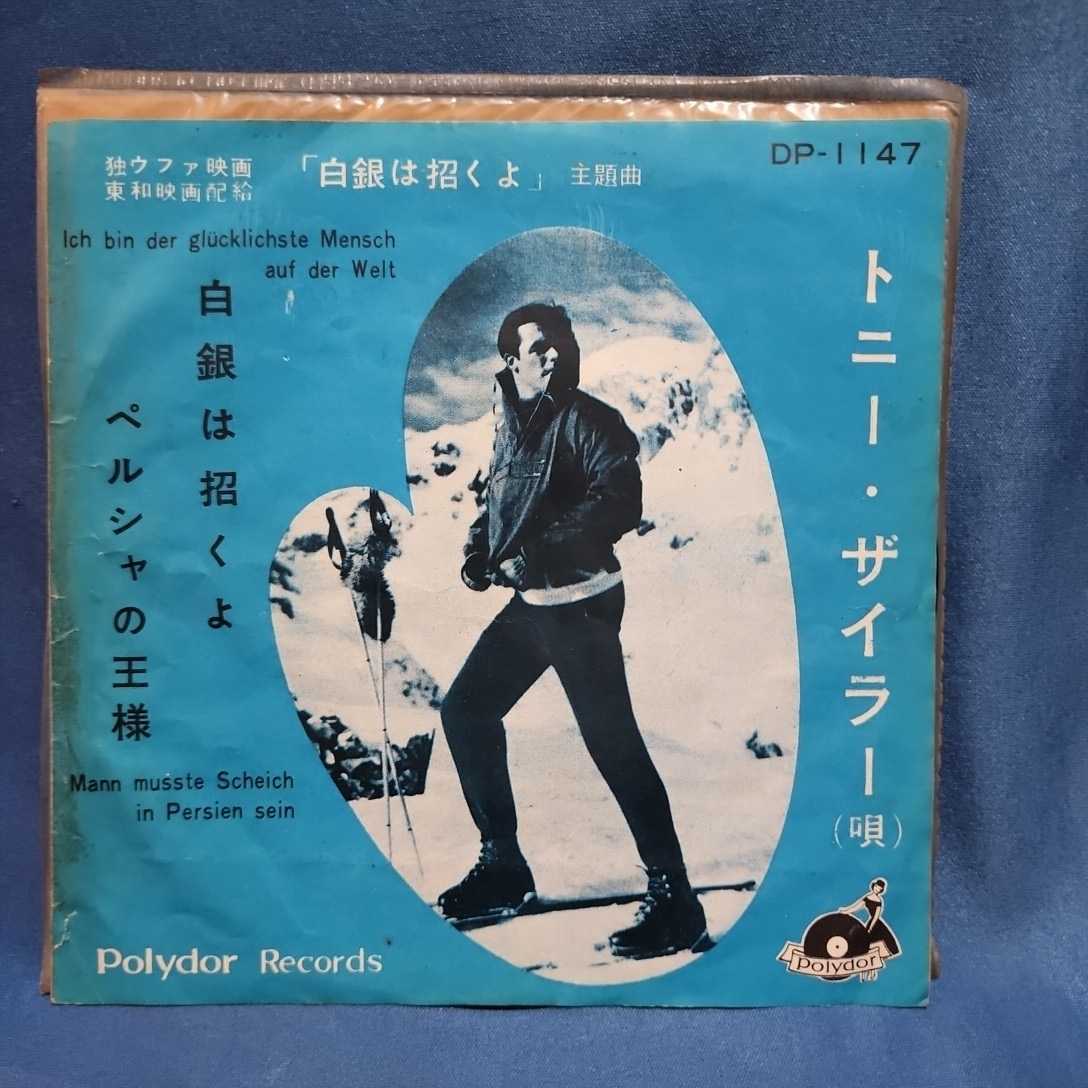 独ウファ映画
東和映画配給
「白銀は招くよ」 主題曲
DP-1147
Ich bin der glücklichste Mensch
auf der Welt
白銀は招くよ
ペルシャの王様
Mann musste Scheich
in Persien sein
トニー・ザイラー(唄)
Polydor Records
Polydor